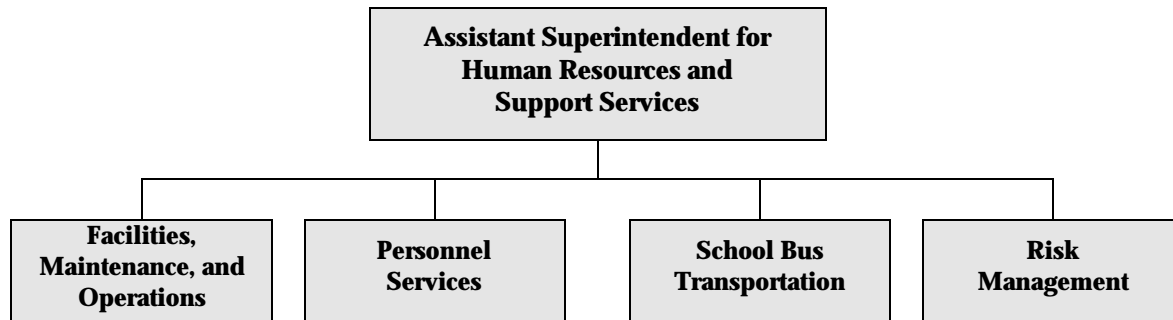 Assistant Superintendent for
Human Resources and
Support Services
Facilities,
Maintenance, and
Operations
Personnel
Services
School Bus
Transportation
Risk
Management